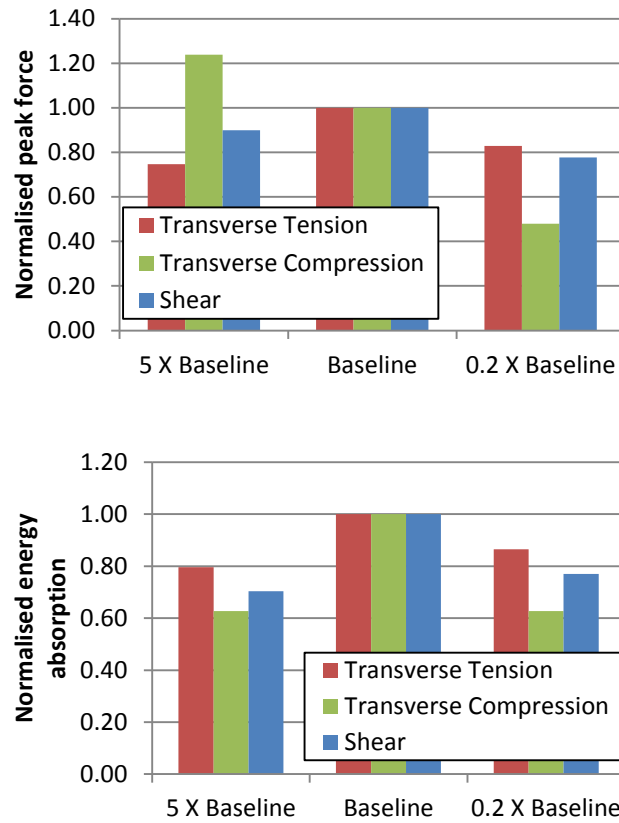 Normalised peak force
1.40
1.20
1.00
0.80
0.60
0.40
0.20
0.00
Transverse Tension
Transverse Compression
Shear
5 X Baseline
Baseline
0.2 X Baseline
Normalised energy
absorption
1.20
1.00
0.80
0.60
0.40
0.20
0.00
Transverse Tension
Transverse Compression
Shear
5 X Baseline
Baseline
0.2 X Baseline